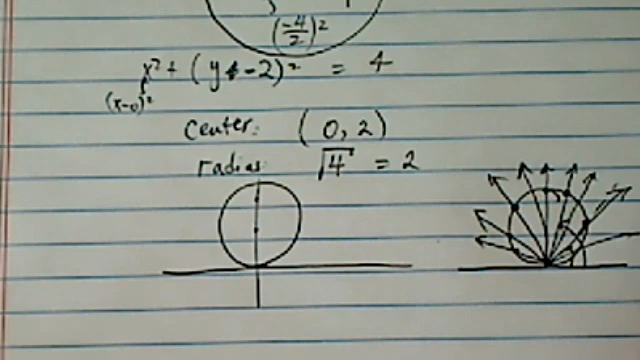 (-4/2)²
x² + (y + -2)² = 4
(x-0)²
center: (0, 2)
radius: √4 = 2